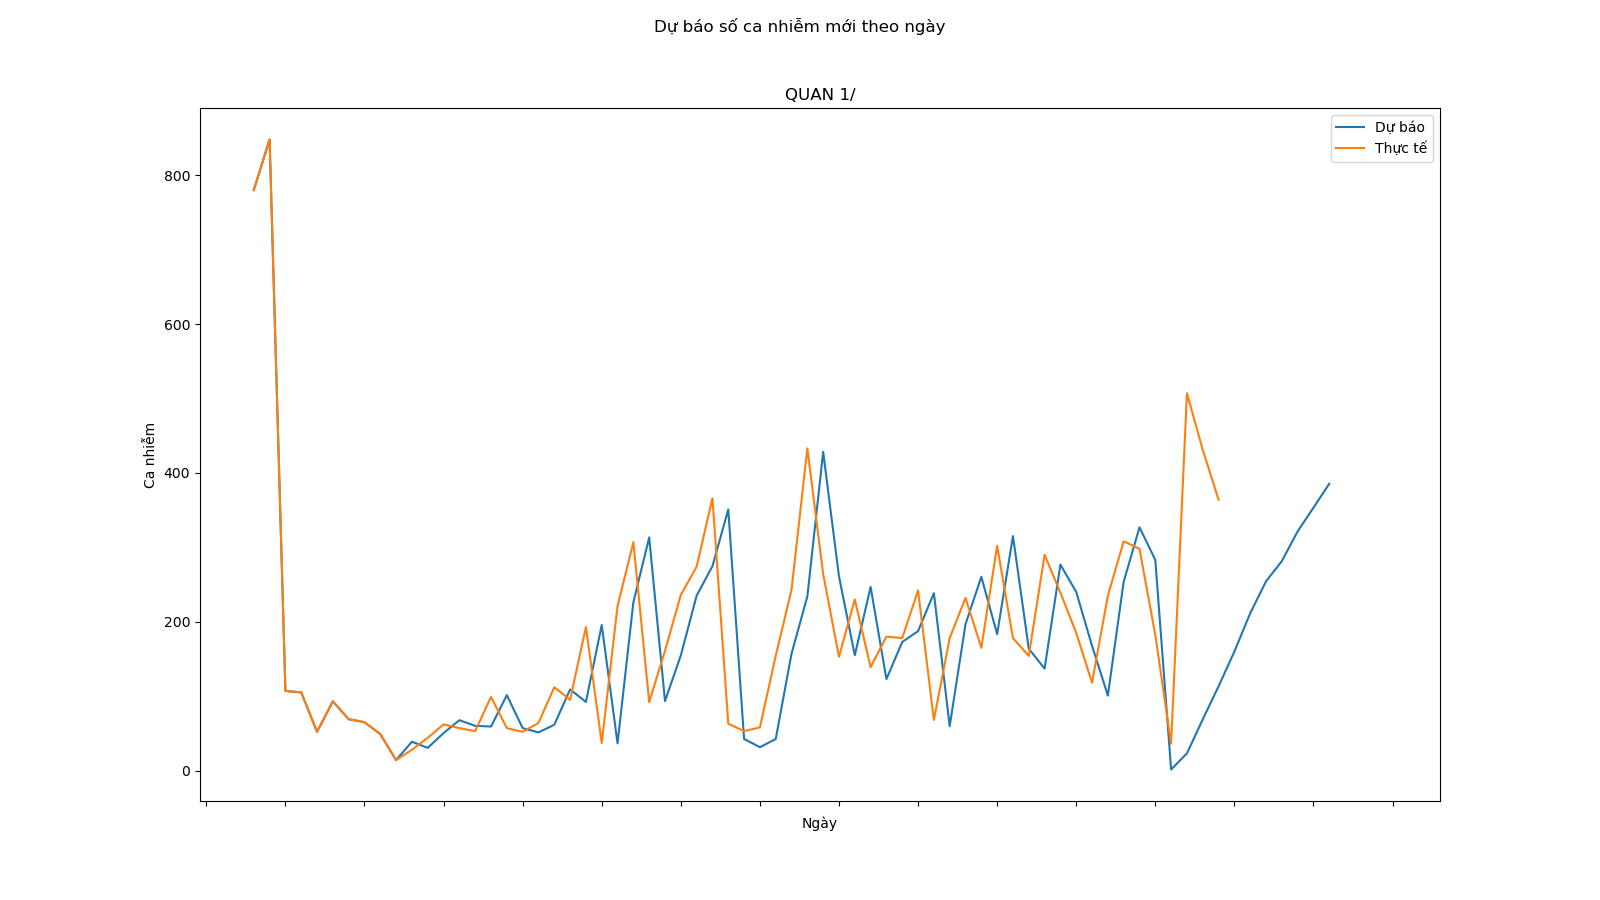 Dự báo số ca nhiễm mới theo ngày
QUAN 1/
Dự báo
Thực tế
800
600
400
200
0
Ca nhiễm
Ngày